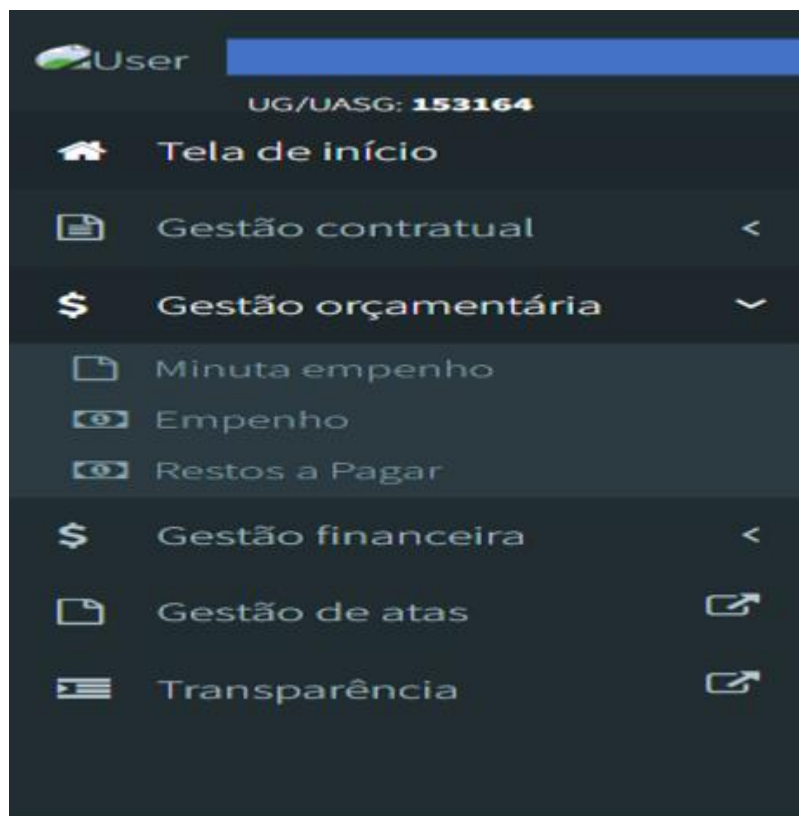 User
UG/UASG: 153164
Tela de início
Gestão contratual
Gestão orçamentária
Minuta empenho
Empenho
Restos a Pagar
Gestão financeira
Gestão de atas
Transparência